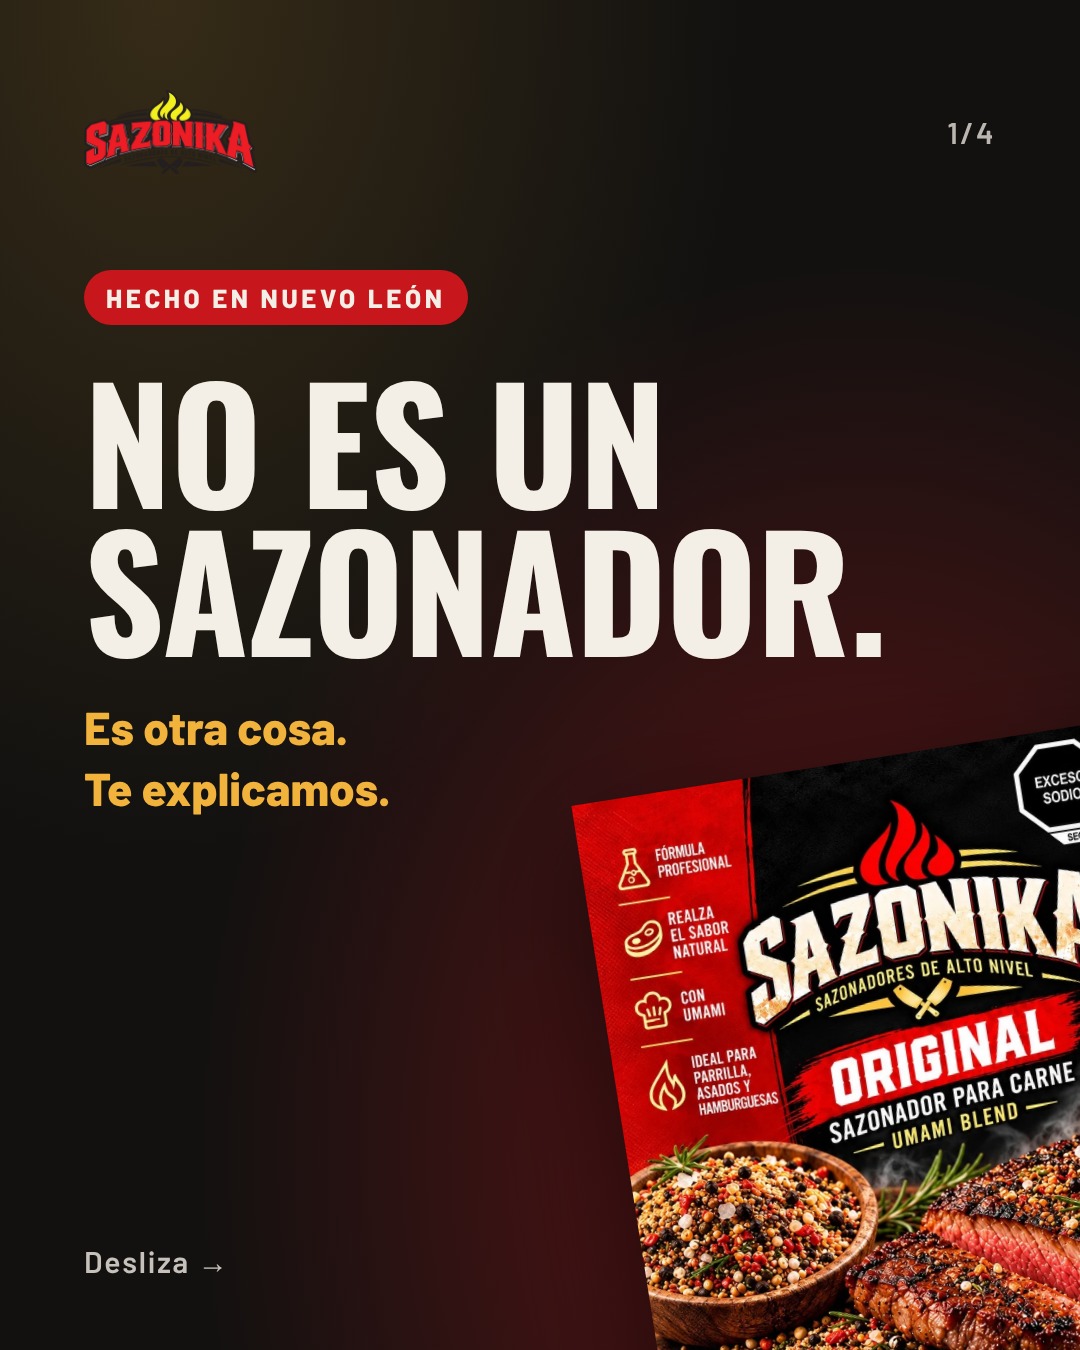 SAZONIKA
1/4
HECHO EN NUEVO LEÓN
NO ES UN
SAZONADOR.
Es otra cosa.
Te explicamos.
EXCESO
SODIO
FÓRMULA
PROFESIONAL
REALZA
EL SABOR
NATURAL
CON
UMAMI
IDEAL PARA
PARRILLA,
ASADOS Y
HAMBURGUESAS
SAZONIKA
SAZONADORES DE ALTO NIVEL
ORIGINAL
SAZONADOR PARA CARNE
UMAMI BLEND
Desliza →